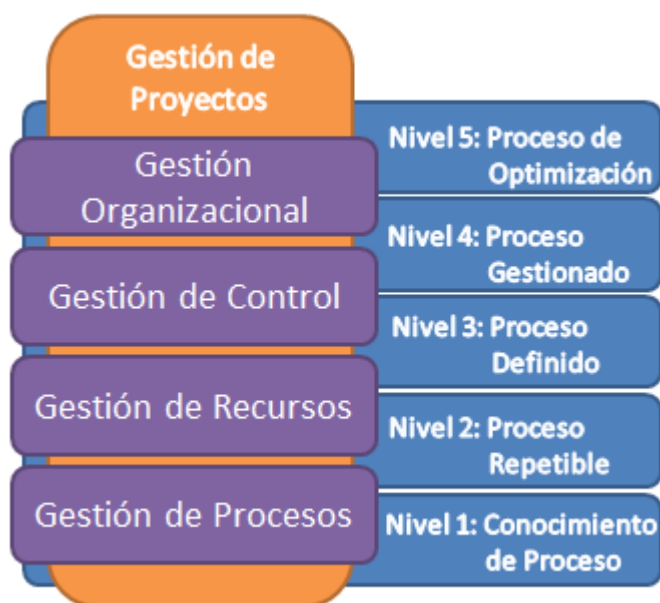 Gestión de
Proyectos
Gestión
Organizacional
Gestión de Control
Gestión de Recursos
Gestión de Procesos
Nivel 5: Proceso de
Optimización
Nivel 4: Proceso
Gestionado
Nivel 3: Proceso
Definido
Nivel 2: Proceso
Repetible
Nivel 1: Conocimiento
de Proceso